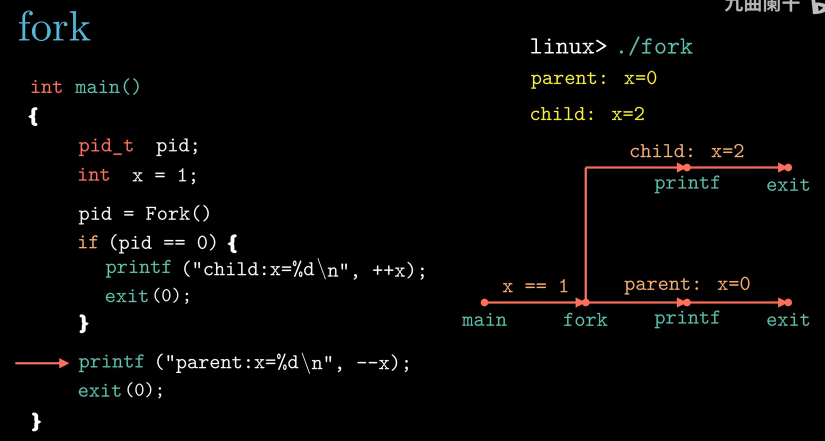 九曲阑干
fork
int main()
{
pid_t pid;
int x = 1;
pid = Fork()
if (pid == 0) {
printf ("child:x=%d\n", ++x);
exit(0);
}
printf ("parent:x=%d\n", --x);
exit(0);
}
linux> ./fork
parent: x=0
child: x=2
child: x=2
printf exit
x == 1 parent: x=0
main fork printf exit